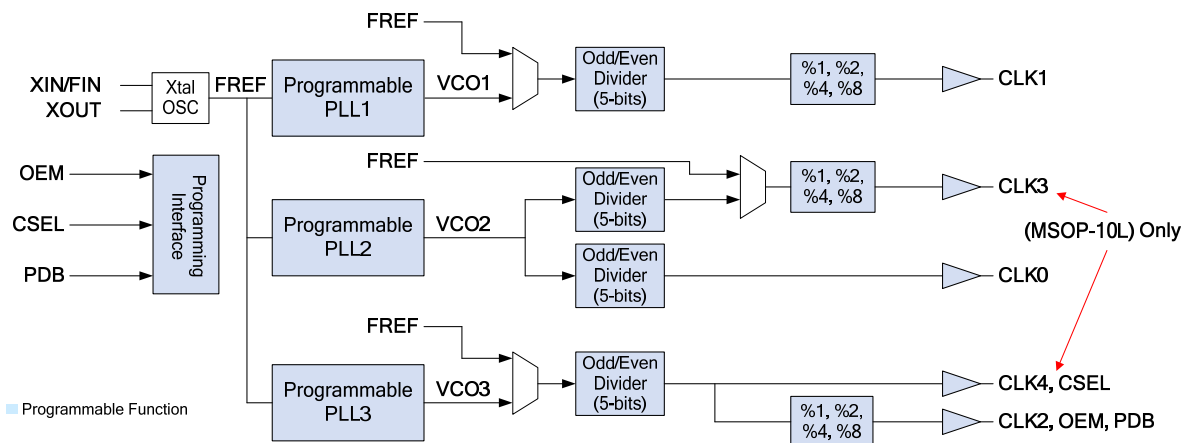 FREF
XIN/FIN
XOUT
Xtal
OSC
FREF
Programmable
PLL1
VCO1
Odd/Even
Divider
(5-bits)
%1, %2,
%4, %8
CLK1
OEM
CSEL
PDB
Programming
Interface
FREF
Programmable
PLL2
VCO2
Odd/Even
Divider
(5-bits)
%1, %2,
%4, %8
CLK3
(MSOP-10L) Only
Odd/Even
Divider
(5-bits)
CLK0
FREF
Programmable
PLL3
VCO3
Odd/Even
Divider
(5-bits)
CLK4, CSEL
%1, %2,
%4, %8
CLK2, OEM, PDB
Programmable Function